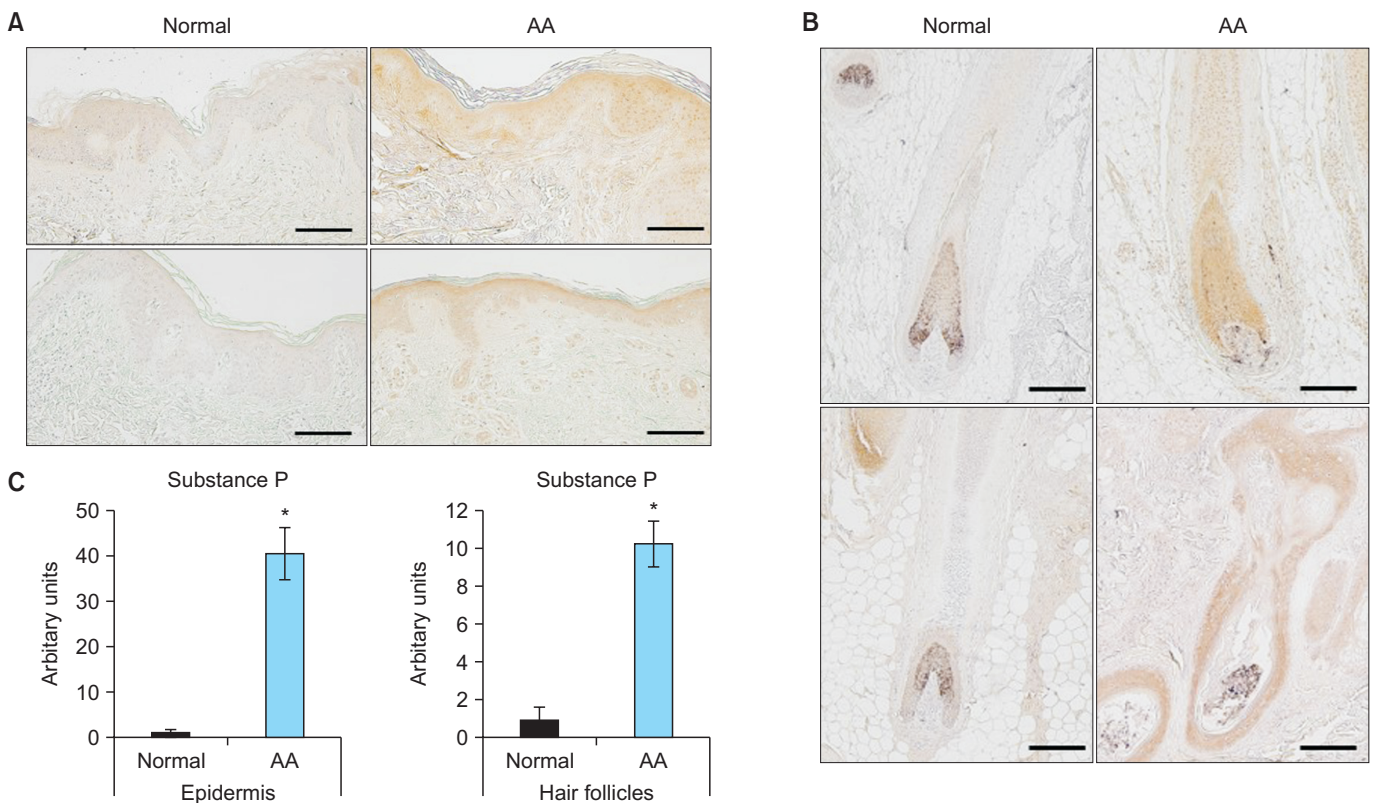 A
Normal
AA
B
Normal
AA
C
Substance P
Arbitary units
50
40
30
20
10
0
*
Normal
AA
Epidermis
Substance P
Arbitary units
12
10
8
6
4
2
0
*
Normal
AA
Hair follicles